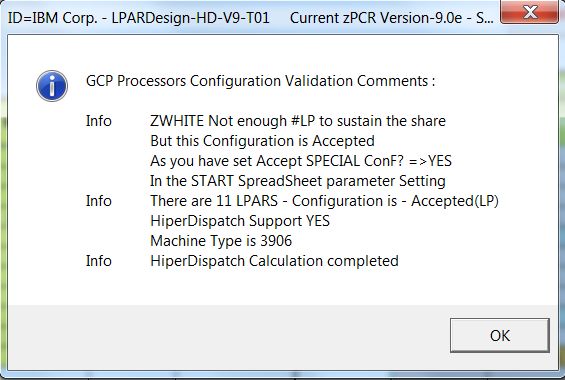 ID=IBM Corp. - LPARDesign-HD-V9-T01 Current zPCR Version-9.0e - S...
GCP Processors Configuration Validation Comments :
Info ZWHITE Not enough #LP to sustain the share
But this Configuration is Accepted
As you have set Accept SPECIAL ConF? =>YES
In the START SpreadSheet parameter Setting
Info There are 11 LPARS - Configuration is - Accepted(LP)
HiperDispatch Support YES
Machine Type is 3906
Info HiperDispatch Calculation completed
OK